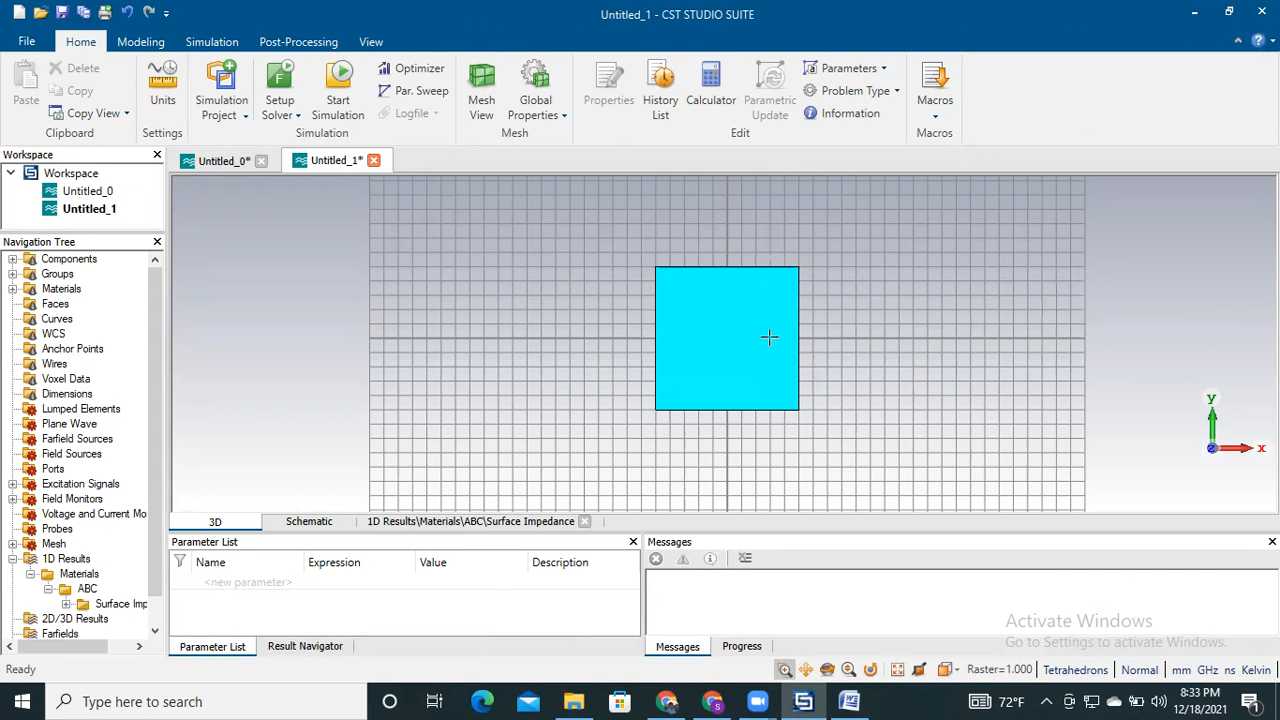 Untitled_1 - CST STUDIO SUITE
File Home Modeling Simulation Post-Processing View
Paste
Delete
Copy
Copy View
Clipboard
Units
Settings
Simulation
Project
Setup
Solver
Start
Simulation
Optimizer
Par. Sweep
Logfile
Simulation
Mesh
View
Global
Properties
Mesh
Properties
History
List
Calculator
Parametric
Update
Parameters
Problem Type
Information
Edit
Macros
Macros
Workspace
Workspace
Untitled_0
Untitled_1
Untitled_0*
Untitled_1*
Navigation Tree
Components
Groups
Materials
Faces
Curves
WCS
Anchor Points
Wires
Voxel Data
Dimensions
Lumped Elements
Plane Wave
Farfield Sources
Field Sources
Ports
Excitation Signals
Field Monitors
Voltage and Current Mo
Probes
Mesh
1D Results
Materials
ABC
Surface Imp
2D/3D Results
Farfields
y
z
x
3D Schematic 1D Results\Materials\ABC\Surface Impedance
Parameter List
Name Expression Value Description
<new parameter>
Parameter List Result Navigator
Messages
Activate Windows
Go to Settings to activate Windows.
Messages Progress
Ready
Raster=1.000 Tetrahedrons Normal mm GHz ns Kelvin
Type here to search
72°F
8:33 PM
12/18/2021